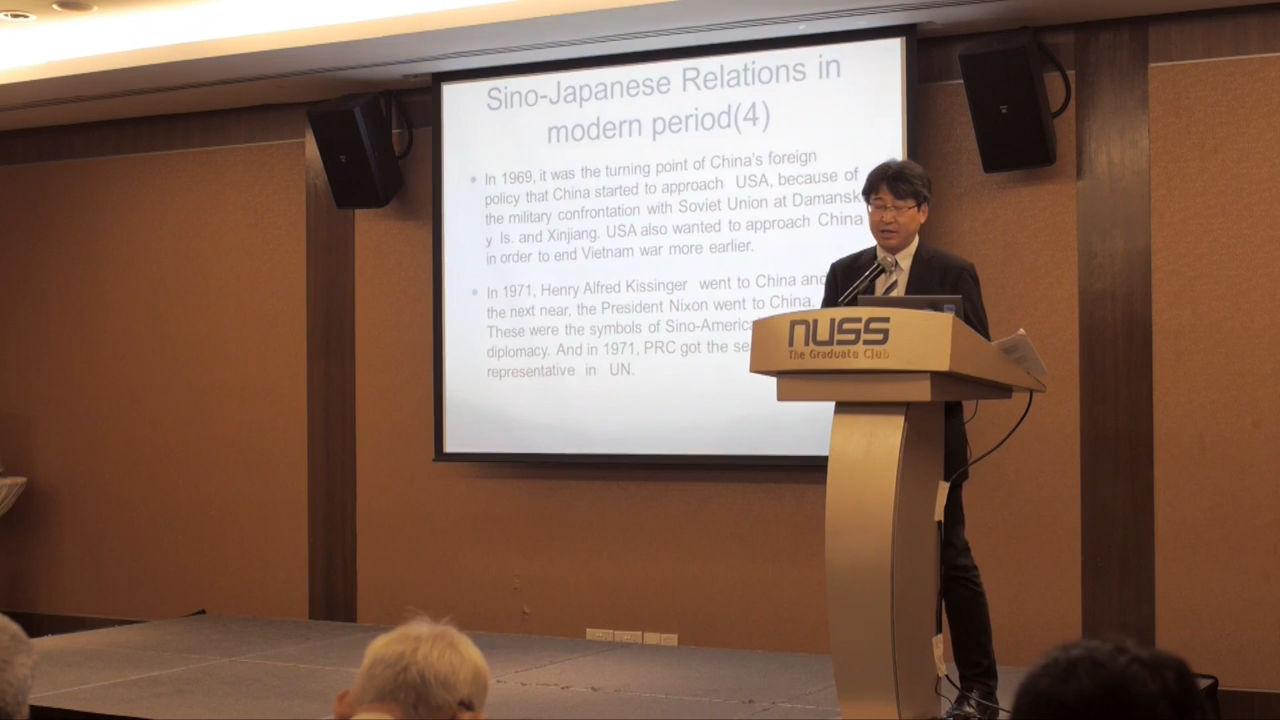 Sino-Japanese Relations in
modern period(4)
• In 1969, it was the turning point of China's foreign
policy that China started to approach USA, because of
the military confrontation with Soviet Union at Damansk
y Is. and Xinjiang. USA also wanted to approach China
in order to end Vietnam war more earlier.
• In 1971, Henry Alfred Kissinger went to China and
the next near, the President Nixon went to China.
These were the symbols of Sino-America
diplomacy. And in 1971, PRC got the
representative in UN.
NUSS
The Graduate Club